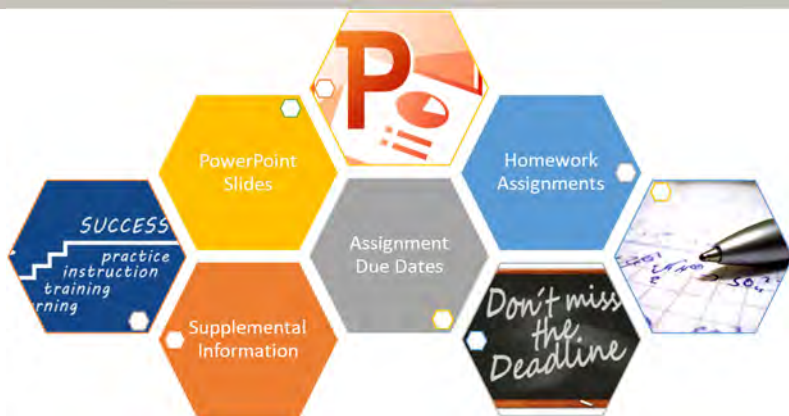 P
PowerPoint
Slides
Homework
Assignments
SUCCESS
practice
instruction
training
rning
Assignment
Due Dates
Supplemental
Information
Don't miss
the
Deadline